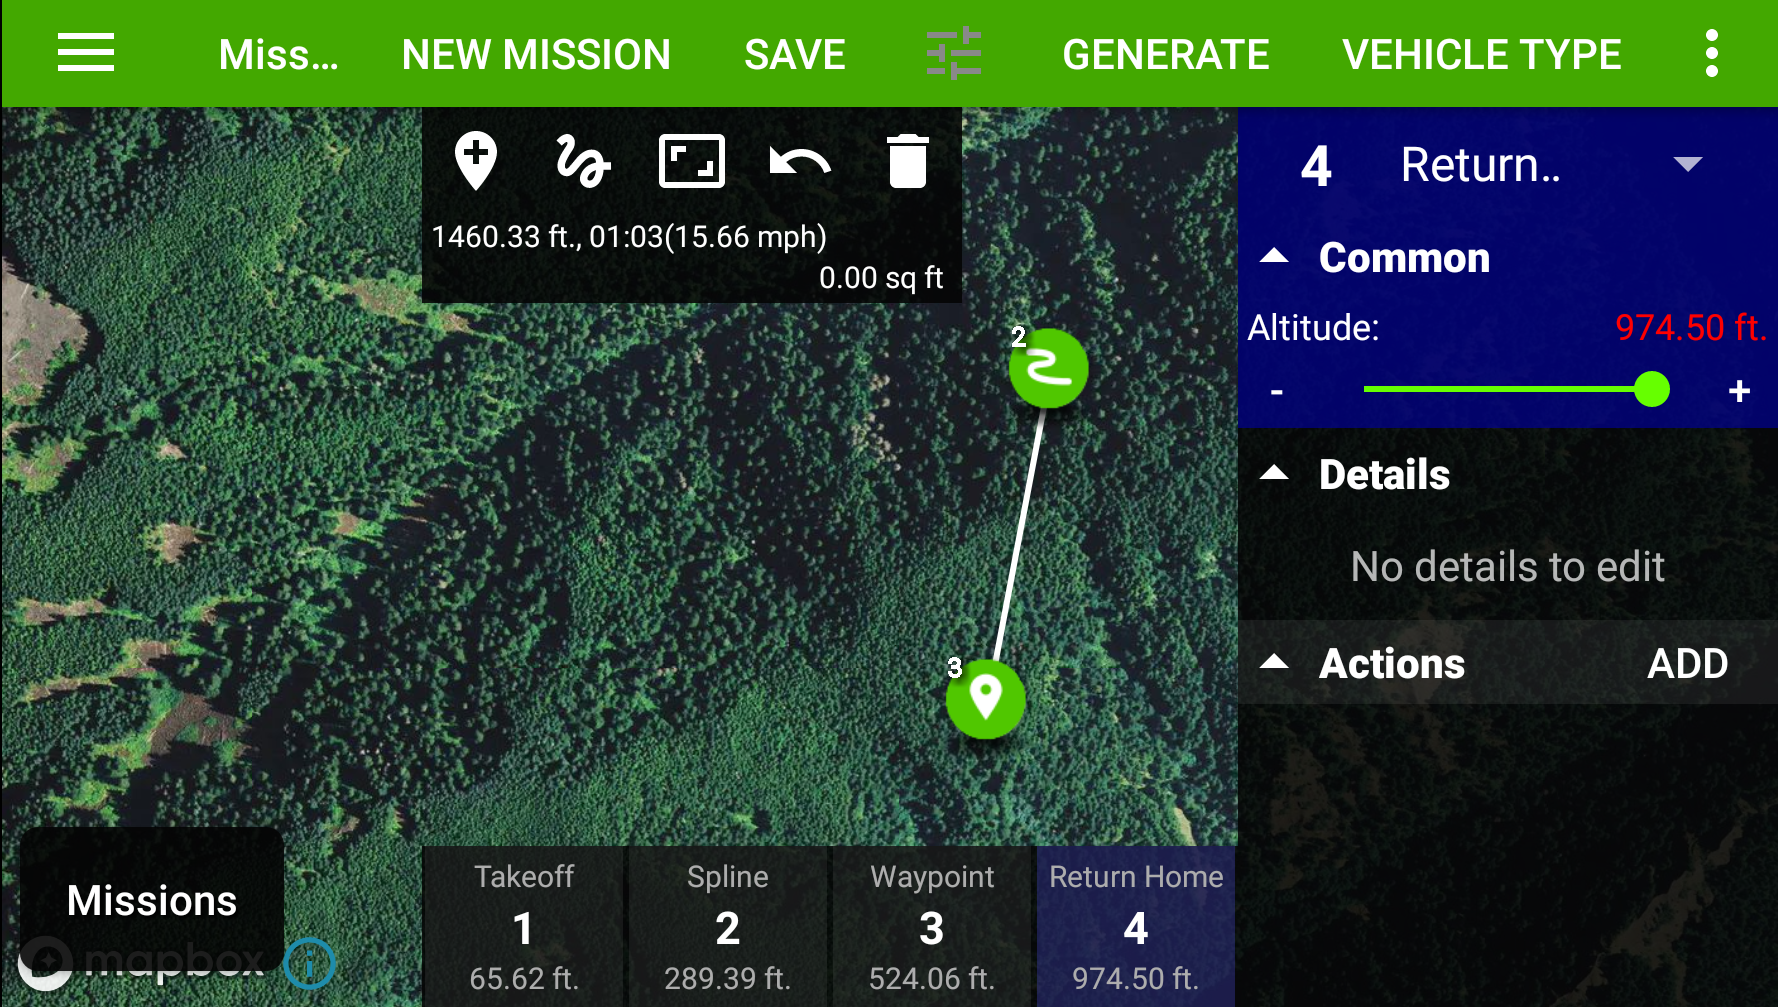 Miss... NEW MISSION SAVE GENERATE VEHICLE TYPE
1460.33 ft., 01:03(15.66 mph)
0.00 sq ft
2
3
4 Return..
Common
Altitude: 974.50 ft.
- +
Details
No details to edit
Actions ADD
Missions
mapbox
Takeoff
1
65.62 ft.
Spline
2
289.39 ft.
Waypoint
3
524.06 ft.
Return Home
4
974.50 ft.